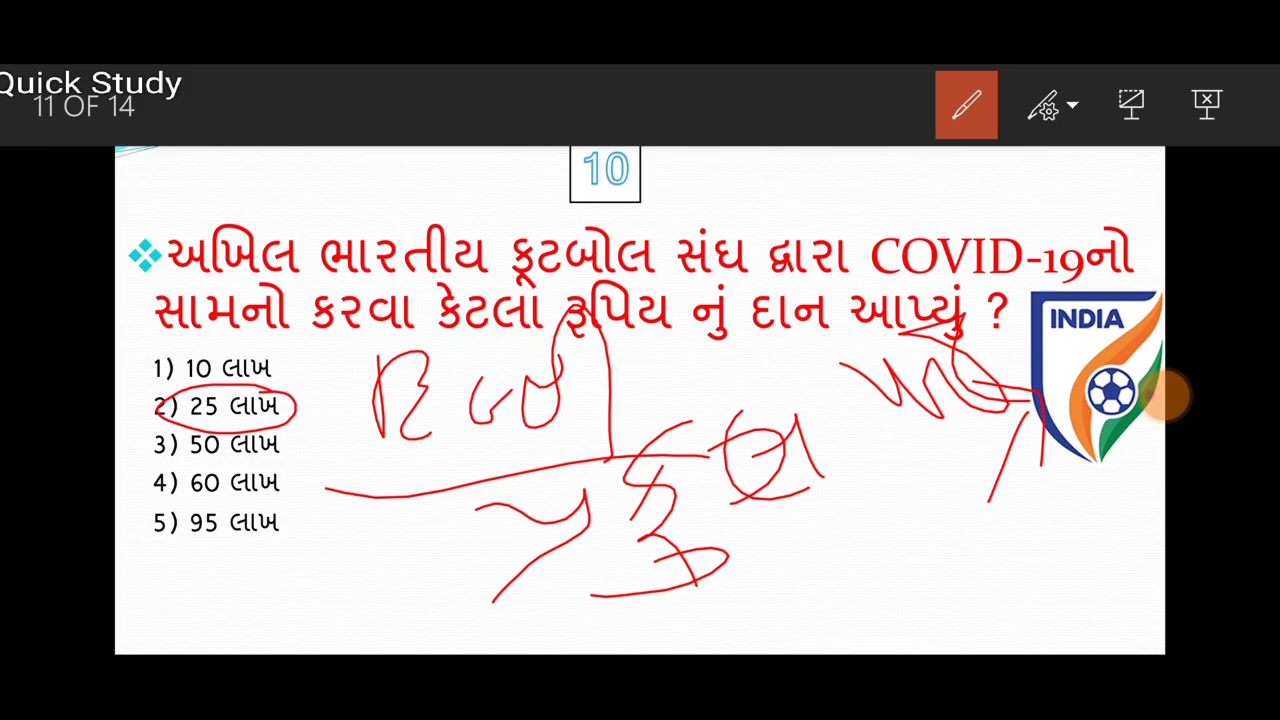 Quick Study
11 OF 14
10
❖અખિલ ભારતીય ફૂટબોલ સંઘ દ્વારા COVID-19નો
સામનો કરવા કેટલા રૂપિય નું દાન આપ્યું ?
INDIA
1) 10 લાખ
2) 25 લાખ
3) 50 લાખ
4) 60 લાખ
5) 95 લાખ